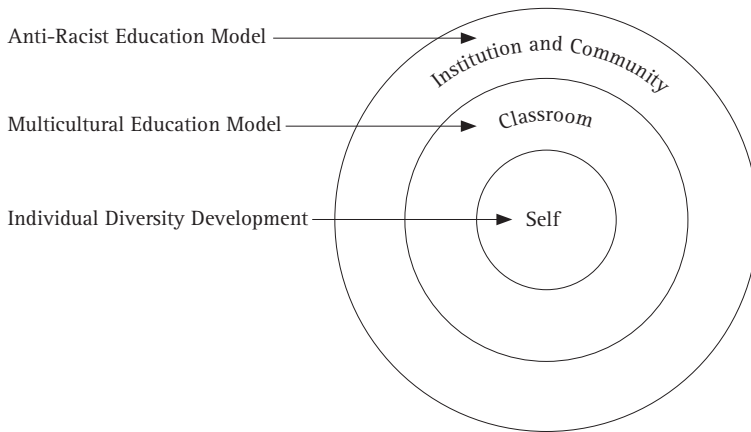 Anti-Racist Education Model
Institution and Community
Multicultural Education Model
Classroom
Individual Diversity Development
Self